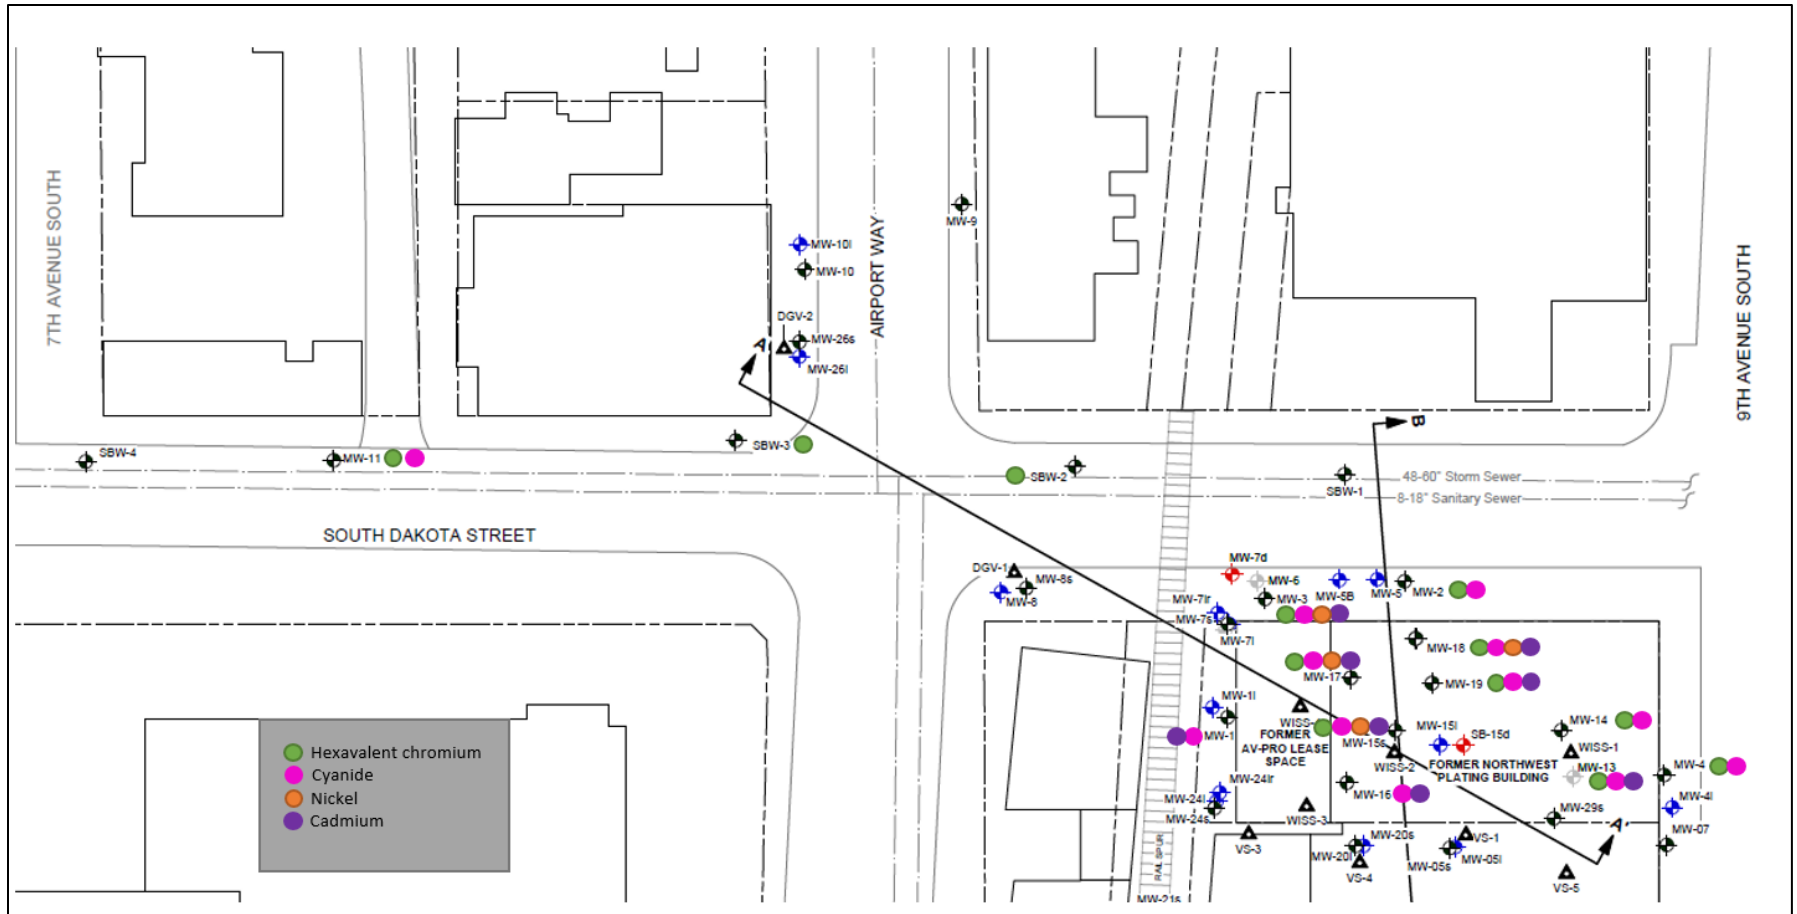 7TH AVENUE SOUTH
AIRPORT WAY
9TH AVENUE SOUTH
MW-9
MW-10I
MW-10
DGV-2
MW-26s
MW-26I
A
B
SBW-4
MW-11
SBW-3
SBW-2
SBW-1
48-60" Storm Sewer
8-18" Sanitary Sewer
SOUTH DAKOTA STREET
DGV-1
MW-8s
MW-8
MW-7d
MW-6
MW-3
MW-5B
MW-5
MW-2
MW-7Ir
MW-7s
MW-7I
MW-18
MW-17
MW-19
MW-1I
MW-1
WISS-
FORMER
AV-PRO LEASE
SPACE
MW-15s
MW-15I
SB-15d
MW-14
WISS-1
WISS-2
FORMER NORTHWEST
PLATING BUILDING
MW-13
MW-4
MW-4I
MW-07
MW-24Ir
MW-24I
MW-24s
WISS-3
MW-16
MW-29s
A'
VS-3
MW-20s
MW-20I
VS-4
VS-1
MW-05s
MW-05I
VS-5
RAIL SPUR
MW-21s
Hexavalent chromium
Cyanide
Nickel
Cadmium